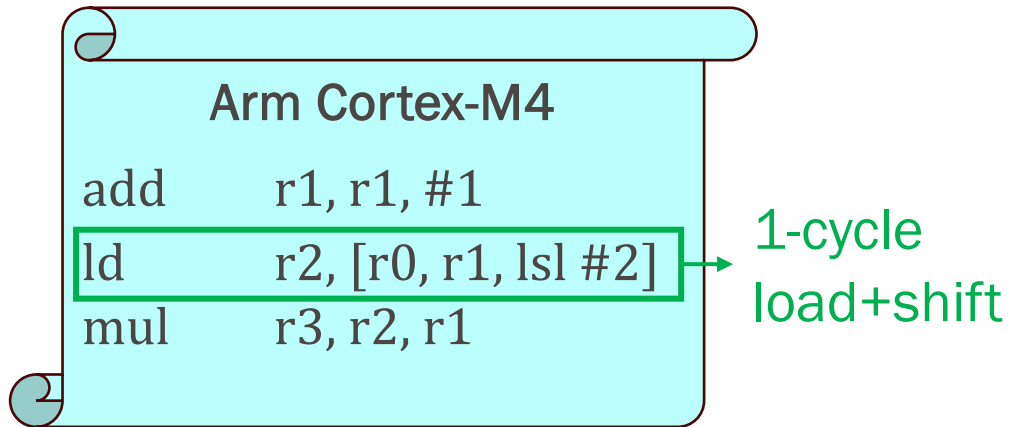 Arm Cortex-M4
add r1, r1, #1
ld r2, [r0, r1, lsl #2]
mul r3, r2, r1
1-cycle
load+shift